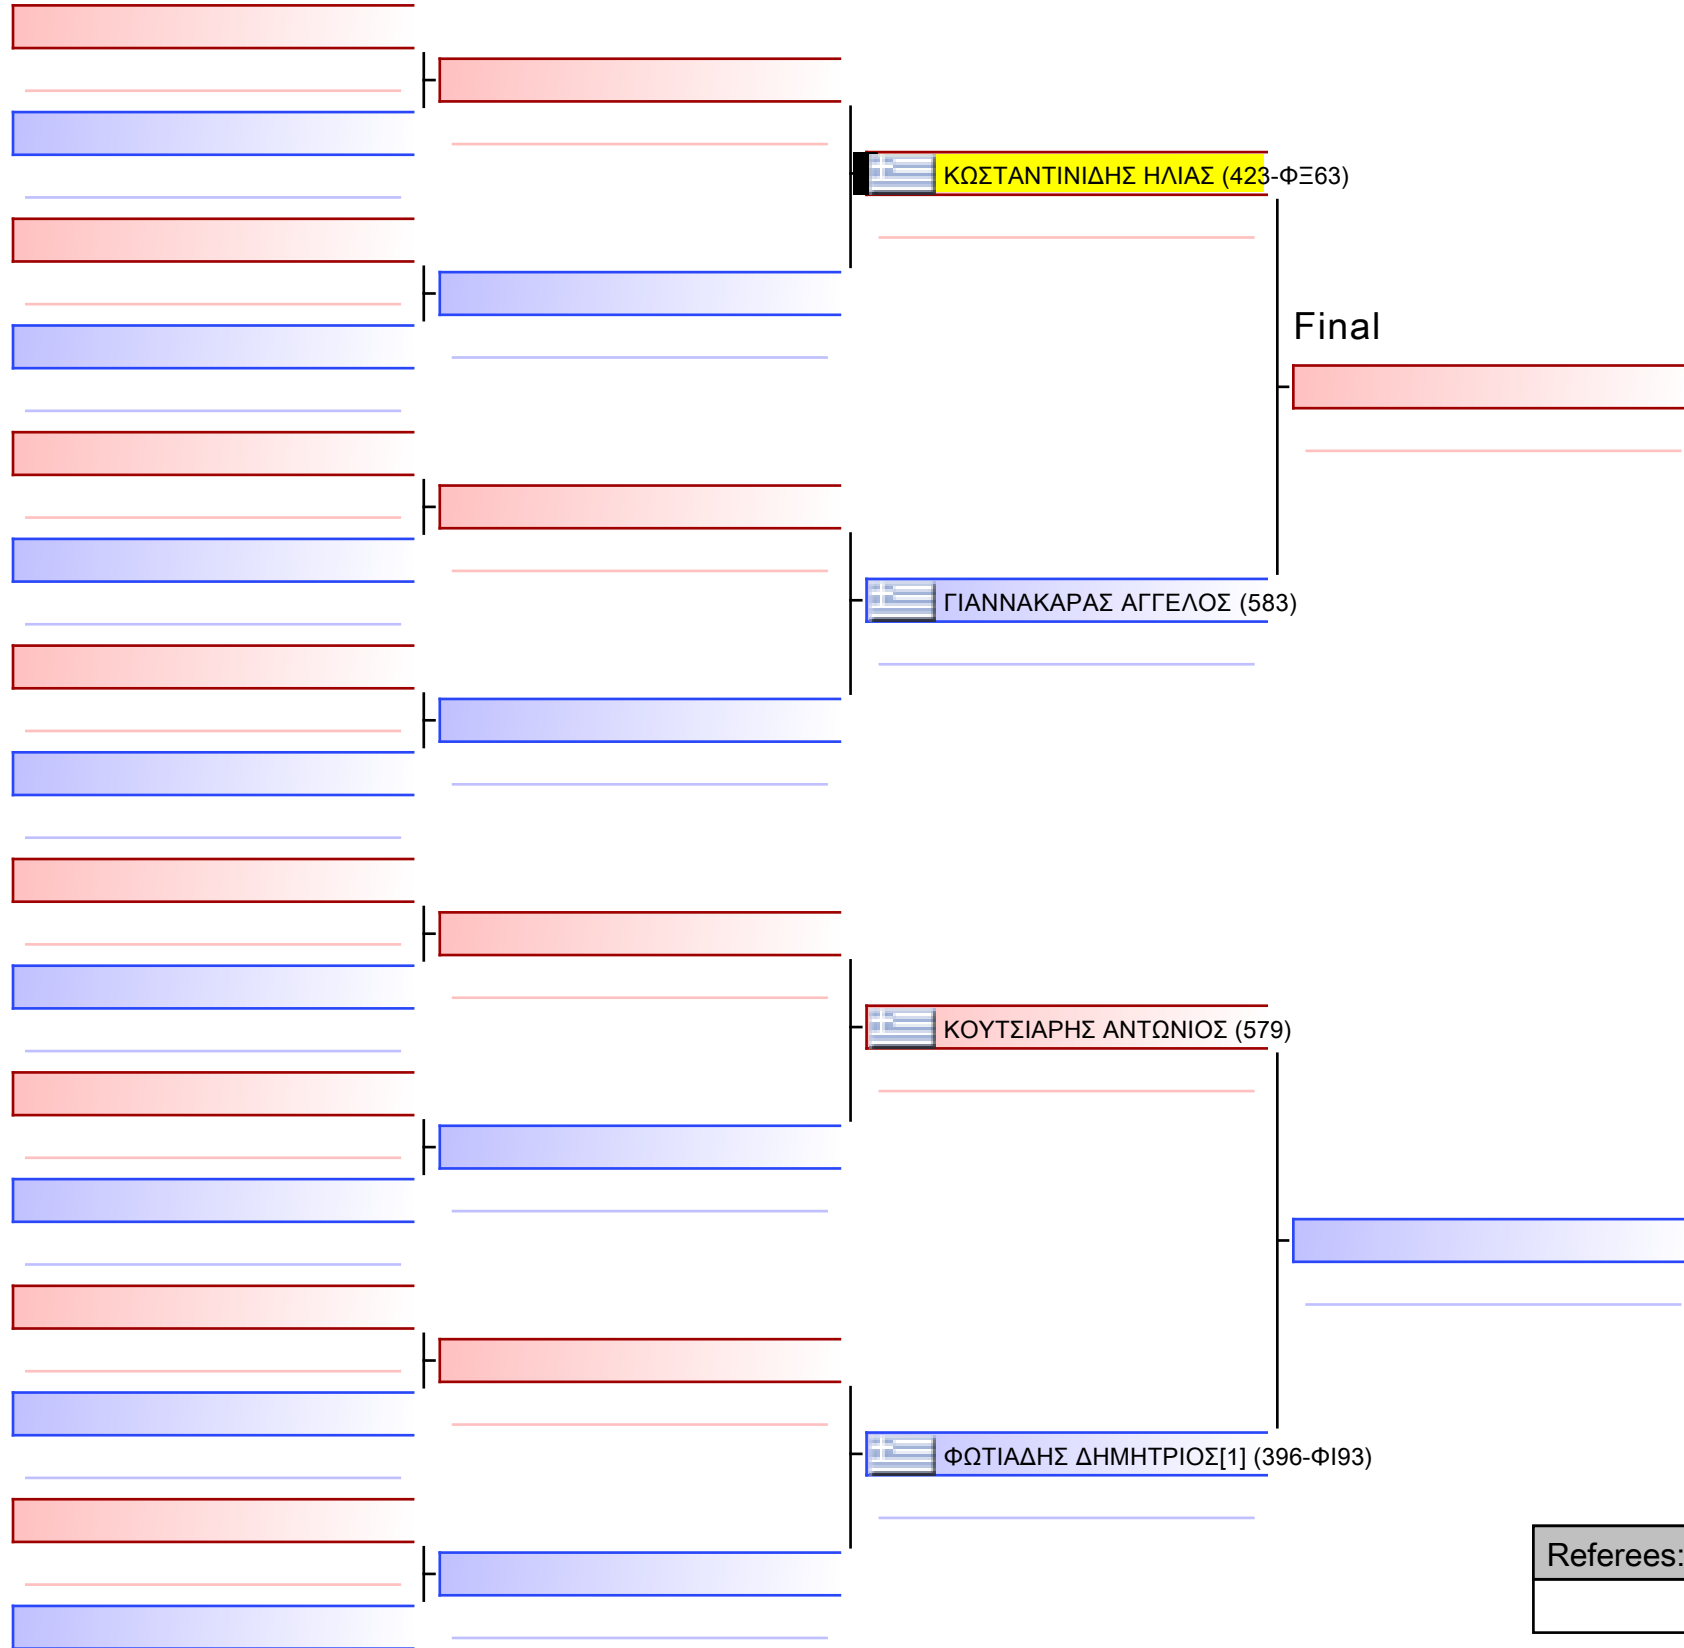 ΚΩΣΤΑΝΤΙΝΙΔΗΣ ΗΛΙΑΣ (423-ΦΞ63)
Final
ΓΙΑΝΝΑΚΑΡΑΣ ΑΓΓΕΛΟΣ (583)
ΚΟΥΤΣΙΑΡΗΣ ΑΝΤΩΝΙΟΣ (579)
ΦΩΤΙΑΔΗΣ ΔΗΜΗΤΡΙΟΣ[1] (396-ΦΙ93)
Referees: